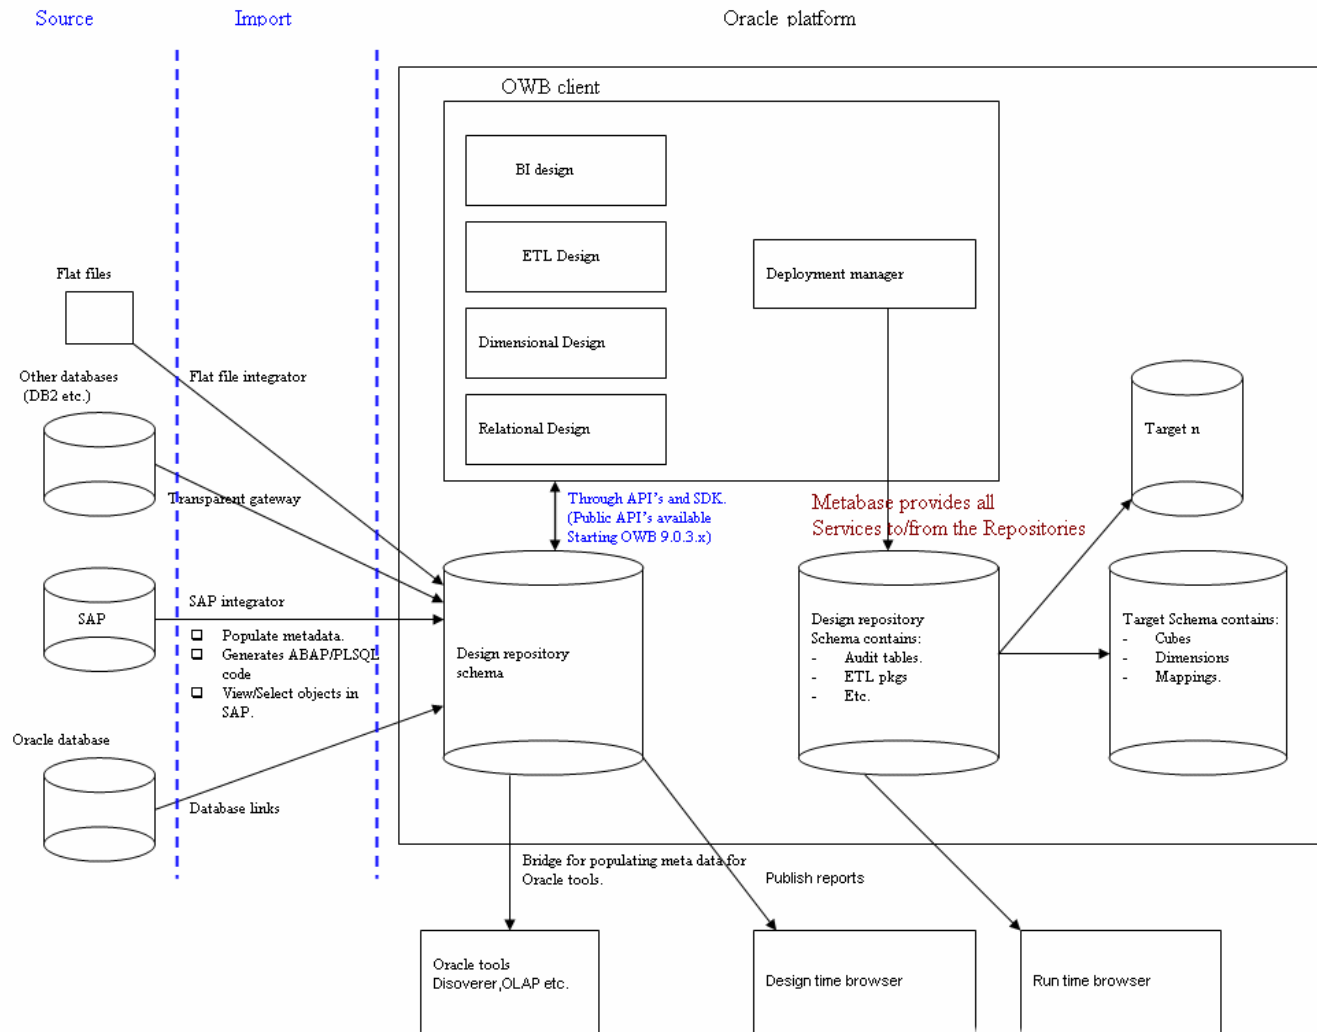 Source
Import
Oracle platform
OWB client
BI design
ETL Design
Dimensional Design
Relational Design
Deployment manager
Flat files
Other databases
(DB2 etc.)
Flat file integrator
Transparent gateway
SAP
SAP integrator
❑ Populate metadata.
❑ Generates ABAP/PLSQL
code
❑ View/Select objects in
SAP.
Oracle database
Database links
Through API's and SDK.
(Public API's available
Starting OWB 9.0.3.x)
Metabase provides all
Services to/from the Repositories
Design repository
schema
Design repository
Schema contains:
- Audit tables.
- ETL pkgs
- Etc.
Target n
Target Schema contains:
- Cubes
- Dimensions
- Mappings.
Bridge for populating meta data for
Oracle tools.
Publish reports
Oracle tools
Disoverer,OLAP etc.
Design time browser
Run time browser